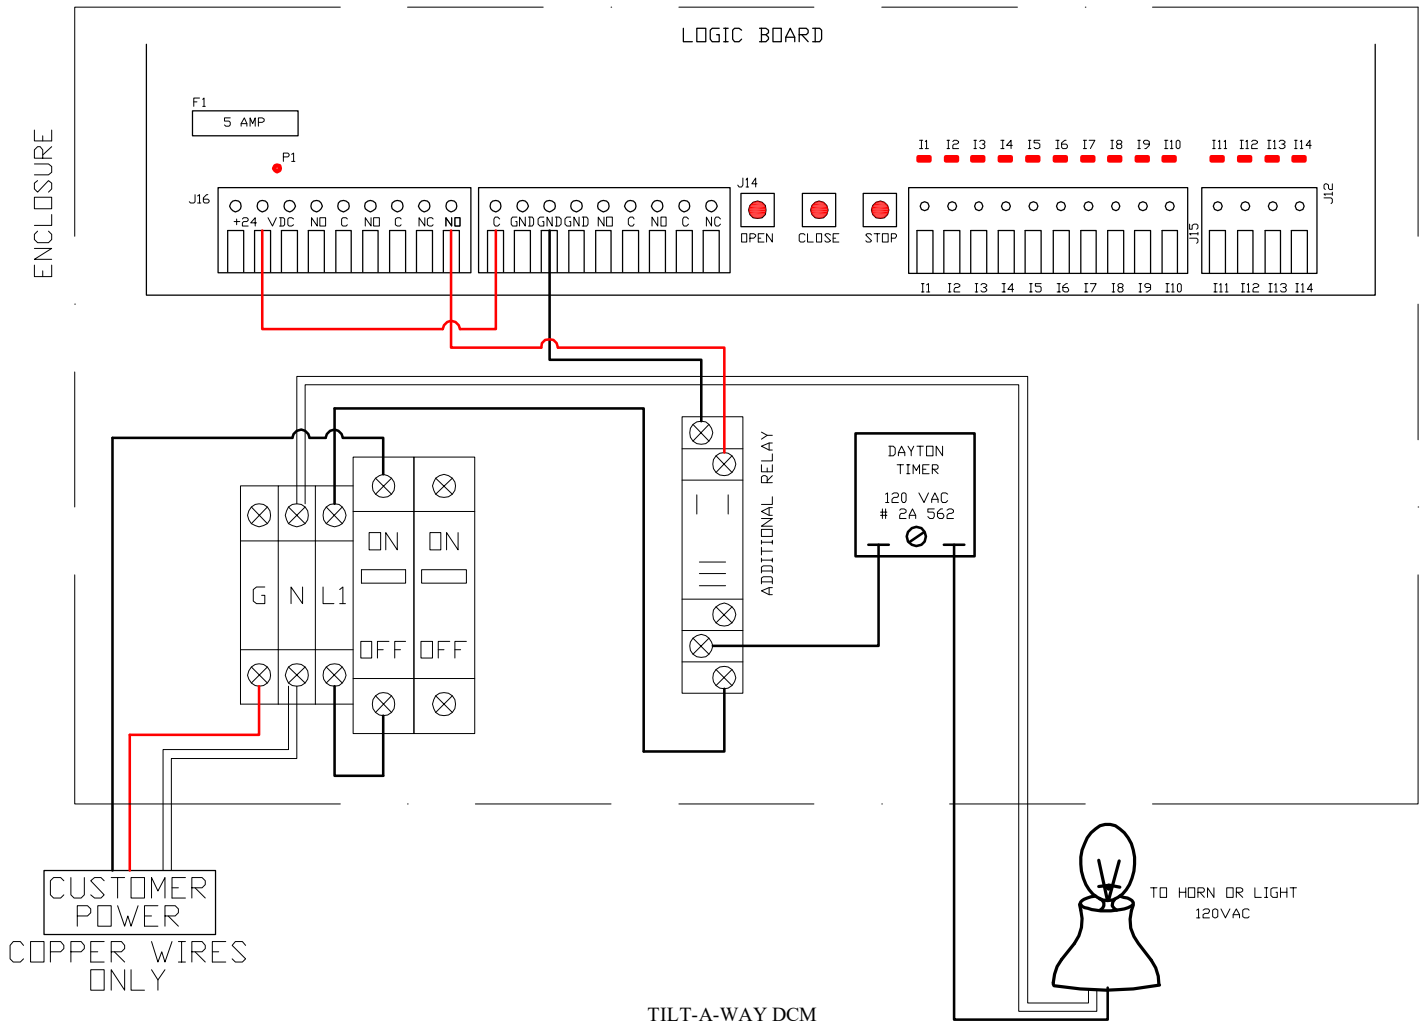 LOGIC BOARD
ENCLOSURE
F1
5 AMP
P1
J16
+24 VDC NO C NO C NC NO
C GND GND GND NO C NO C NC
J14
OPEN CLOSE STOP
I1 I2 I3 I4 I5 I6 I7 I8 I9 I10
I11 I12 I13 I14
J15
J12
I1 I2 I3 I4 I5 I6 I7 I8 I9 I10
I11 I12 I13 I14
G N L1
ON ON
OFF OFF
ADDITIONAL RELAY
DAYTON
TIMER
120 VAC
# 2A 562
CUSTOMER
POWER
COPPER WIRES
ONLY
TO HORN OR LIGHT
120VAC
TILT-A-WAY DCM